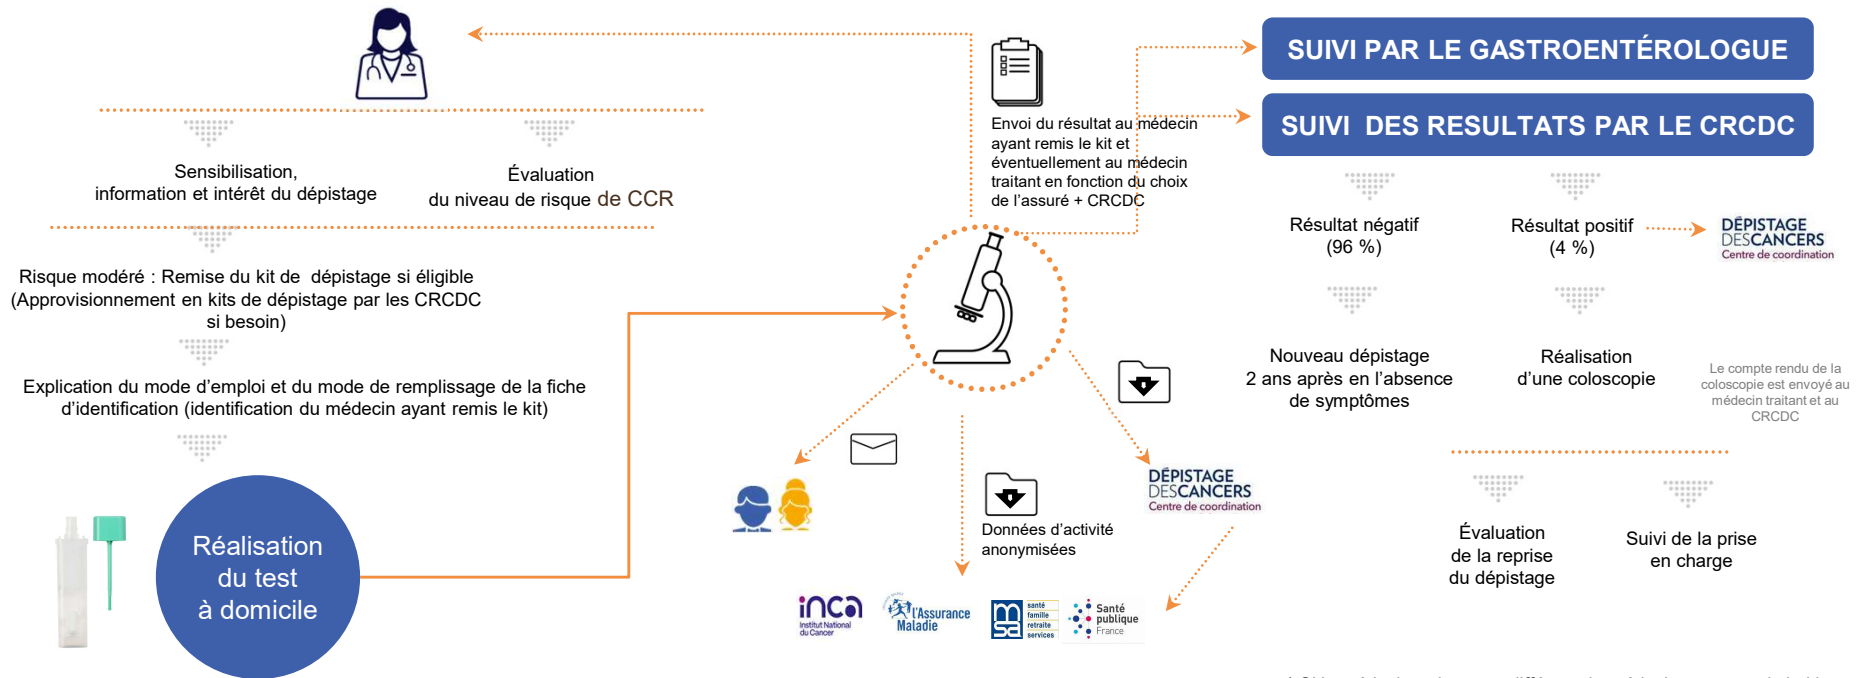 Sensibilisation,
information et intérêt du dépistage
Évaluation
du niveau de risque de CCR
Risque modéré : Remise du kit de dépistage si éligible
(Approvisionnement en kits de dépistage par les CRCDC
si besoin)
Explication du mode d'emploi et du mode de remplissage de la fiche
d'identification (identification du médecin ayant remis le kit)
Réalisation
du test
à domicile
Envoi du résultat au médecin
ayant remis le kit et
éventuellement au médecin
traitant en fonction du choix
de l'assuré + CRCDC
Données d'activité
anonymisées
inca
Institut National
du Cancer
l'Assurance
Maladie
msa
santé
famille
retraite
services
Santé
publique
France
DÉPISTAGE
DESCANCERS
Centre de coordination
SUIVI PAR LE GASTROENTÉROLOGUE
SUIVI DES RESULTATS PAR LE CRCDC
Résultat négatif
(96 %)
Résultat positif
(4 %)
DÉPISTAGE
DESCANCERS
Centre de coordination
Nouveau dépistage
2 ans après en l'absence
de symptômes
Réalisation
d'une coloscopie
Le compte rendu de la
coloscopie est envoyé au
médecin traitant et au
CRCDC
Évaluation
de la reprise
du dépistage
Suivi de la prise
en charge